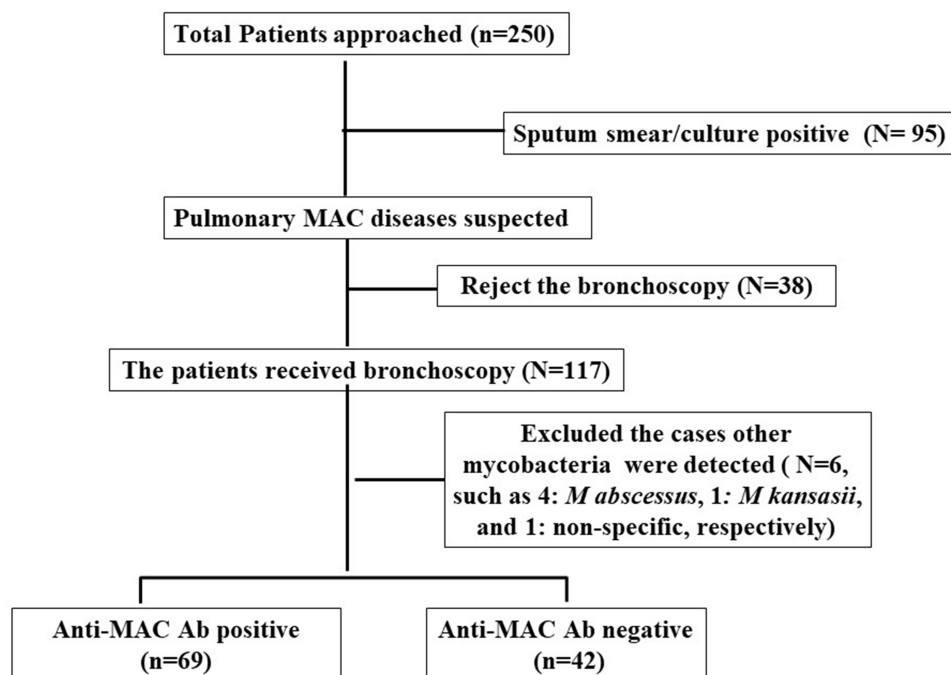 Total Patients approached (n=250)
Sputum smear/culture positive (N= 95)
Pulmonary MAC diseases suspected
Reject the bronchoscopy (N=38)
The patients received bronchoscopy (N=117)
Excluded the cases other
mycobacteria were detected ( N=6,
such as 4: M abscessus, 1: M kansasii,
and 1: non-specific, respectively)
Anti-MAC Ab positive
(n=69)
Anti-MAC Ab negative
(n=42)